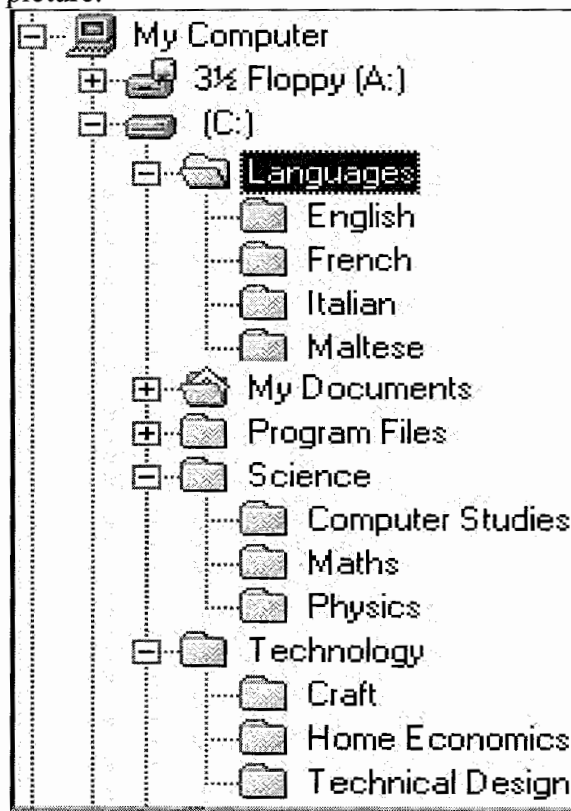 picture.
My Computer
3½ Floppy (A:)
(C:)
Languages
English
French
Italian
Maltese
My Documents
Program Files
Science
Computer Studies
Maths
Physics
Technology
Craft
Home Economics
Technical Design